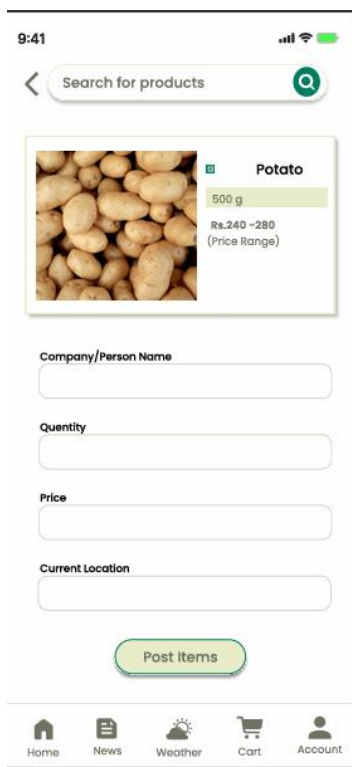 9:41
Search for products
Potato
500 g
Rs.240 -280
(Price Range)
Company/Person Name
Quentity
Price
Current Location
Post Items
Home News Weather Cart Account